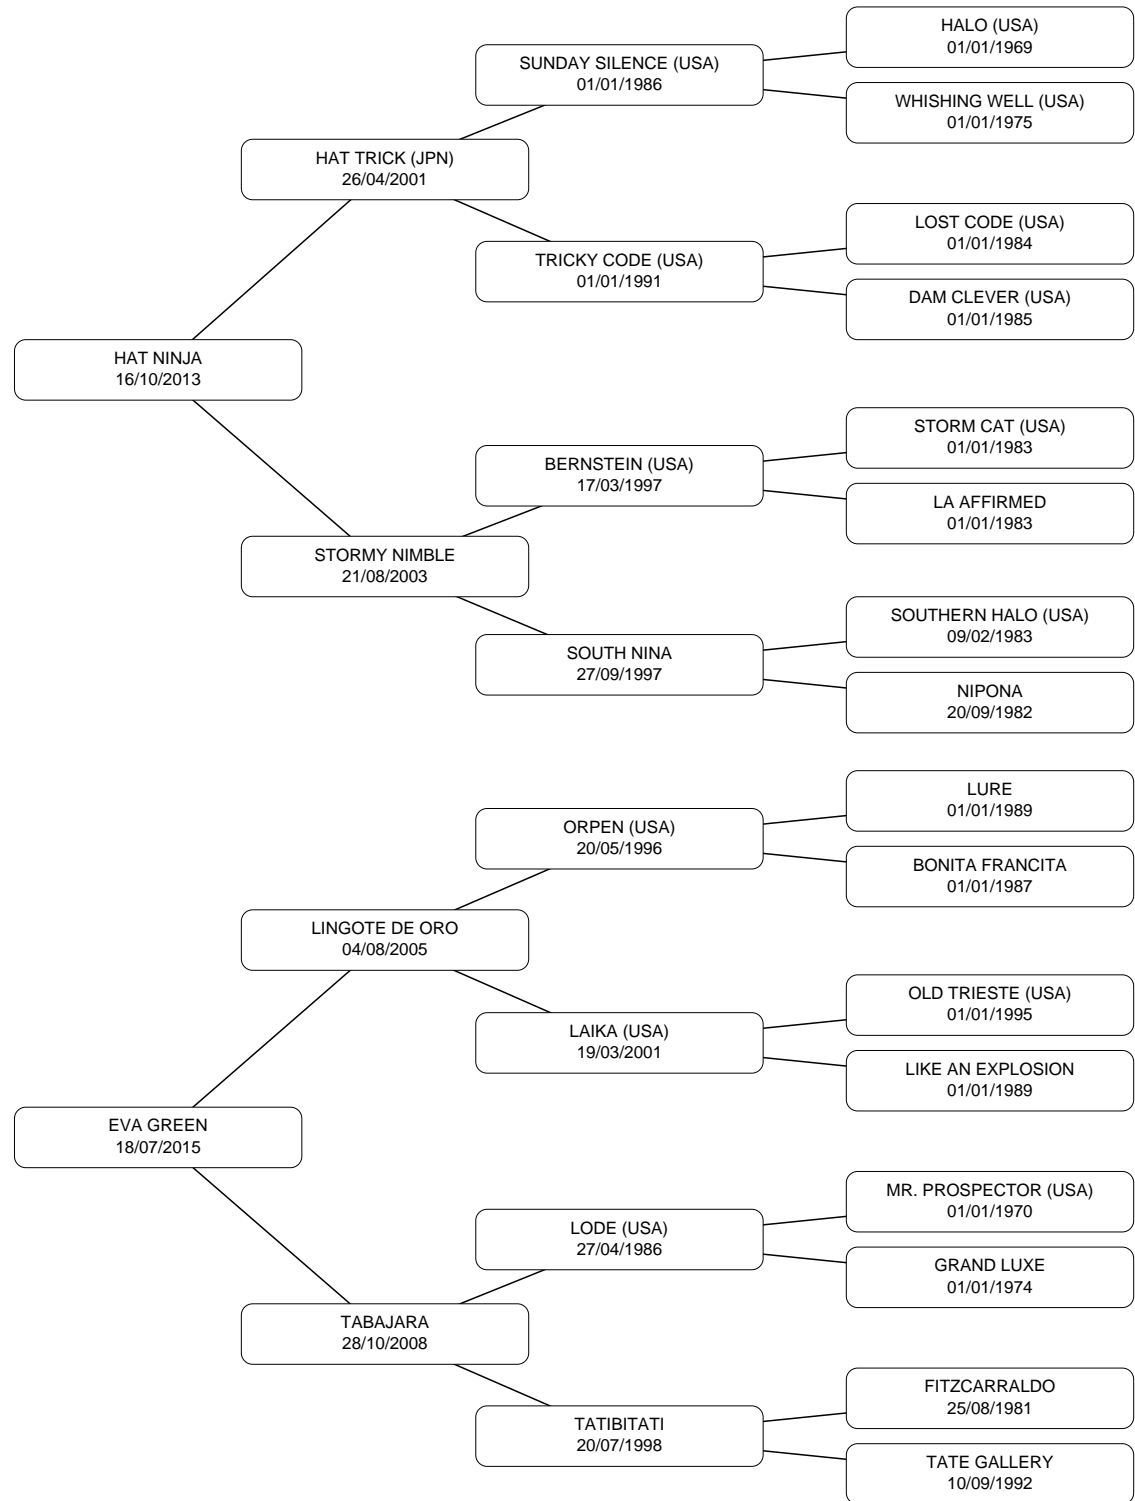 HALO (USA)
01/01/1969
SUNDAY SILENCE (USA)
01/01/1986
WHISHING WELL (USA)
01/01/1975
HAT TRICK (JPN)
26/04/2001
LOST CODE (USA)
01/01/1984
TRICKY CODE (USA)
01/01/1991
DAM CLEVER (USA)
01/01/1985
HAT NINJA
16/10/2013
STORM CAT (USA)
01/01/1983
BERNSTEIN (USA)
17/03/1997
LA AFFIRMED
01/01/1983
STORMY NIMBLE
21/08/2003
SOUTHERN HALO (USA)
09/02/1983
SOUTH NINA
27/09/1997
NIPONA
20/09/1982
LURE
01/01/1989
ORPEN (USA)
20/05/1996
BONITA FRANCITA
01/01/1987
LINGOTE DE ORO
04/08/2005
OLD TRIESTE (USA)
01/01/1995
LAIKA (USA)
19/03/2001
LIKE AN EXPLOSION
01/01/1989
EVA GREEN
18/07/2015
MR. PROSPECTOR (USA)
01/01/1970
LODE (USA)
27/04/1986
GRAND LUXE
01/01/1974
TABAJARA
28/10/2008
FITZCARRALDO
25/08/1981
TATIBITATI
20/07/1998
TATE GALLERY
10/09/1992